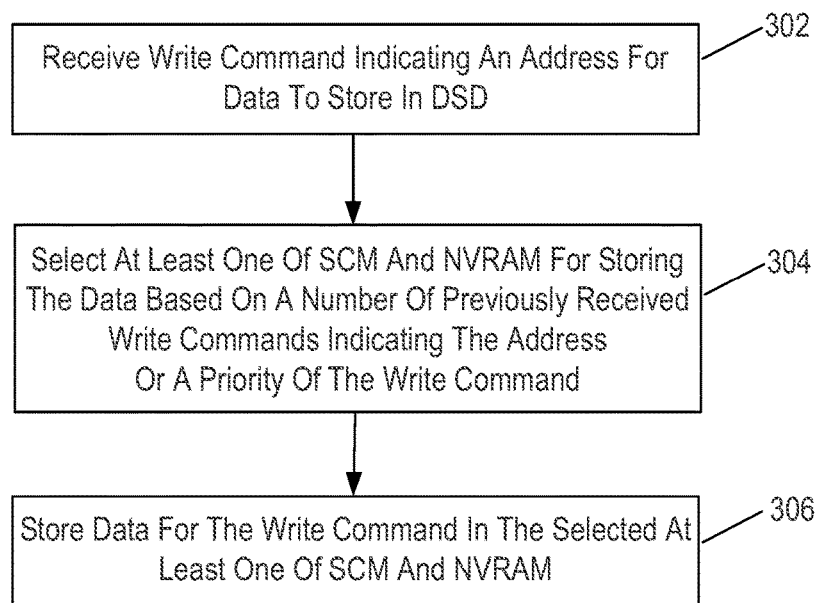 Receive Write Command Indicating An Address For
Data To Store In DSD
302
Select At Least One Of SCM And NVRAM For Storing
The Data Based On A Number Of Previously Received
Write Commands Indicating The Address
Or A Priority Of The Write Command
304
Store Data For The Write Command In The Selected At
Least One Of SCM And NVRAM
306